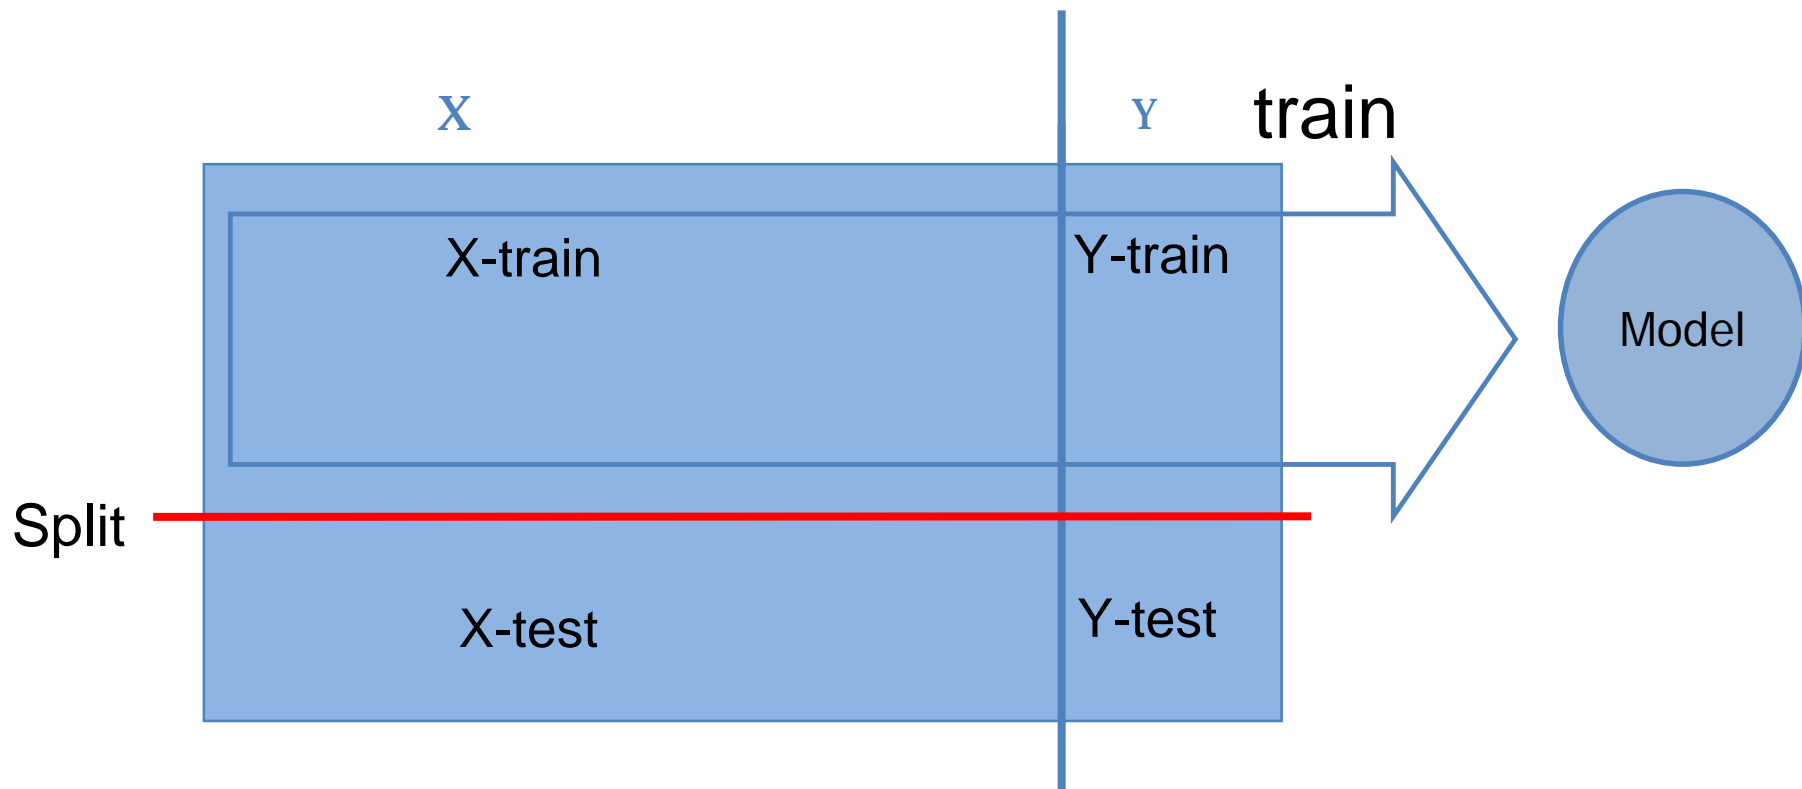 X
Y
train
X-train
Y-train
Model
Split
X-test
Y-test